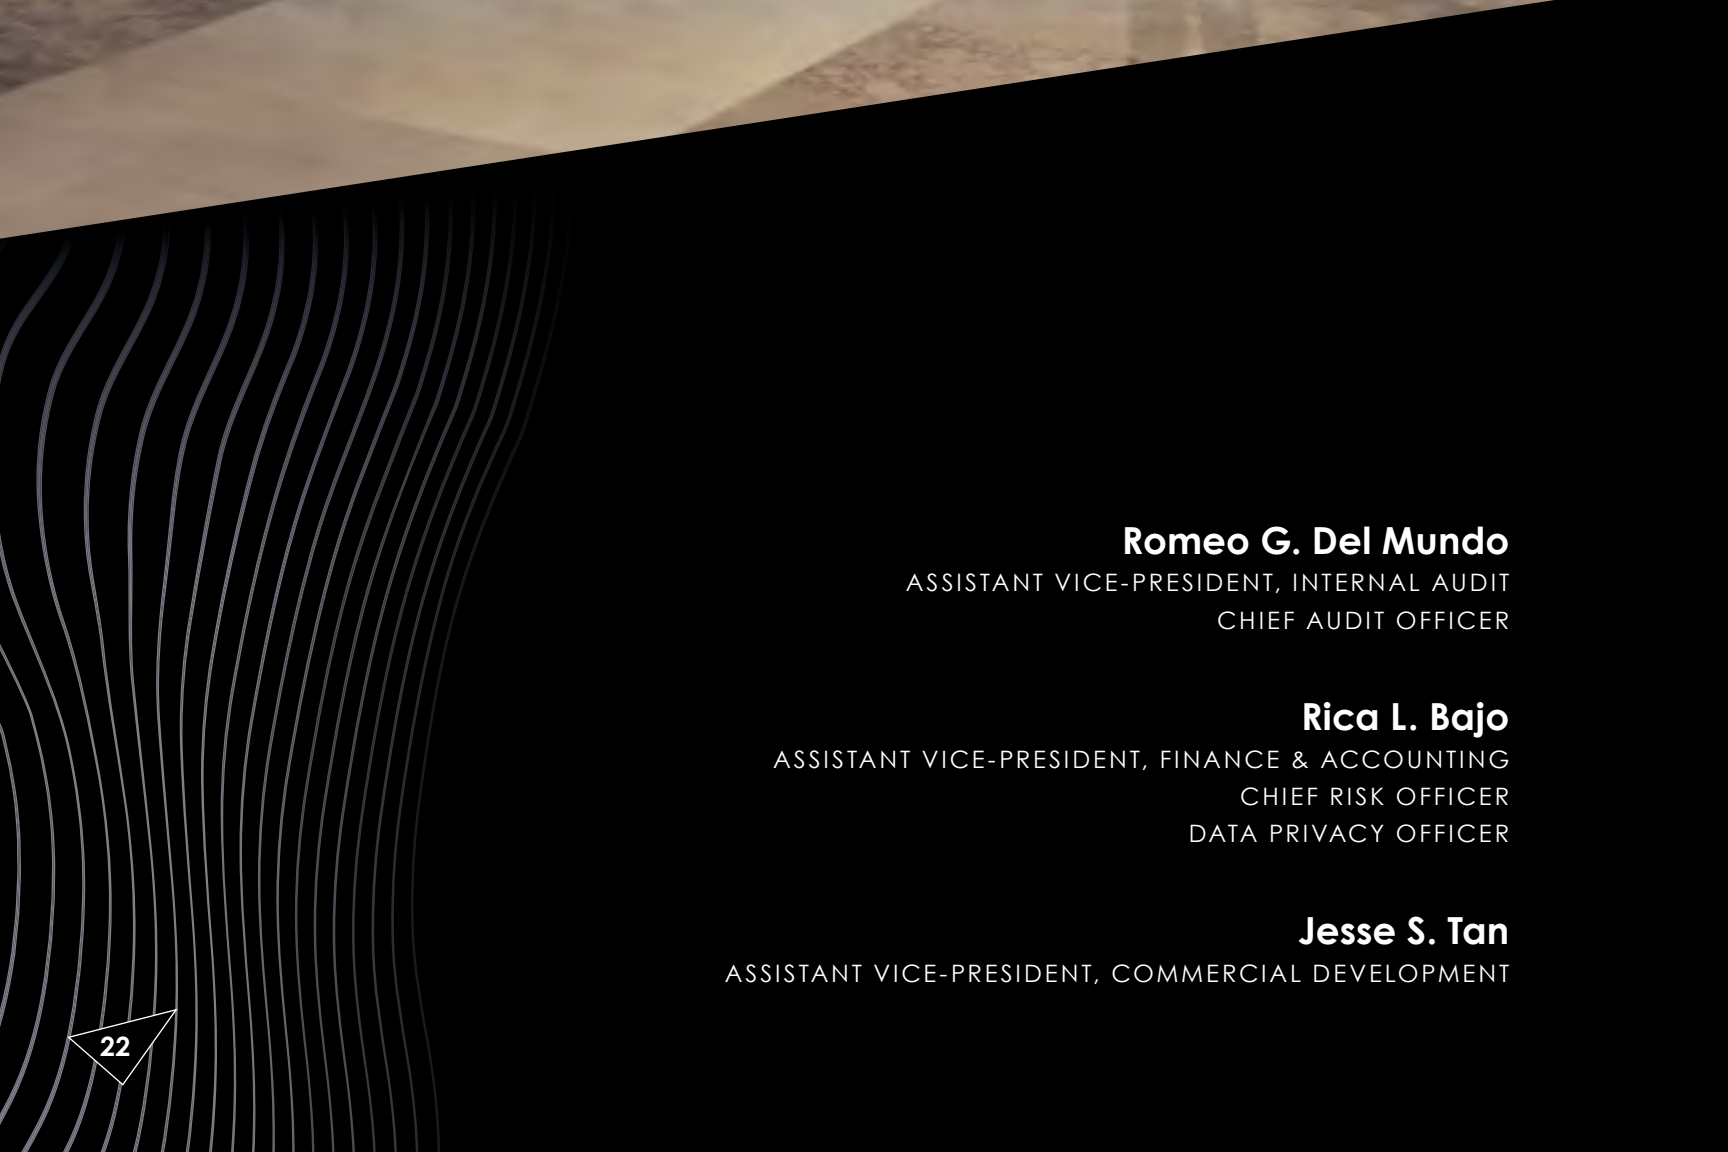 Romeo G. Del Mundo
ASSISTANT VICE-PRESIDENT, INTERNAL AUDIT
CHIEF AUDIT OFFICER
Rica L. Bajo
ASSISTANT VICE-PRESIDENT, FINANCE & ACCOUNTING
CHIEF RISK OFFICER
DATA PRIVACY OFFICER
Jesse S. Tan
ASSISTANT VICE-PRESIDENT, COMMERCIAL DEVELOPMENT
22